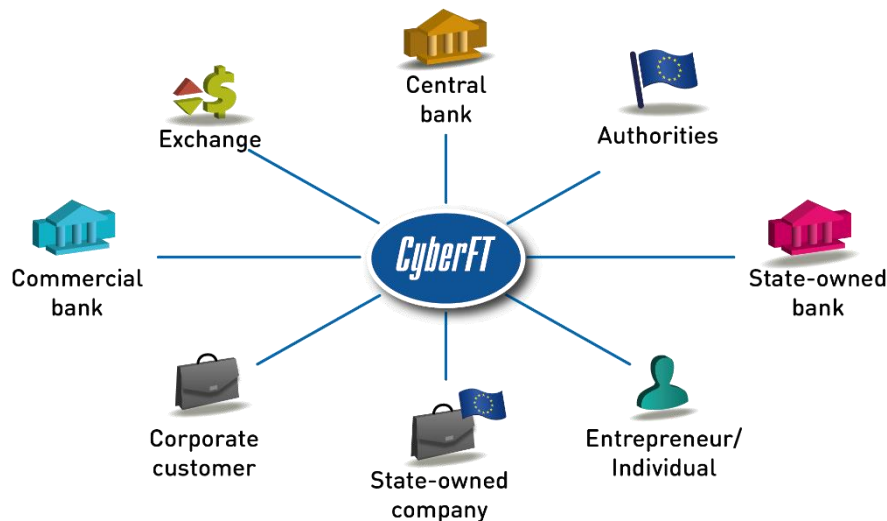 Central
bank
Exchange
Authorities
CyberFT
Commercial
bank
State-owned
bank
Corporate
customer
State-owned
company
Entrepreneur/
Individual